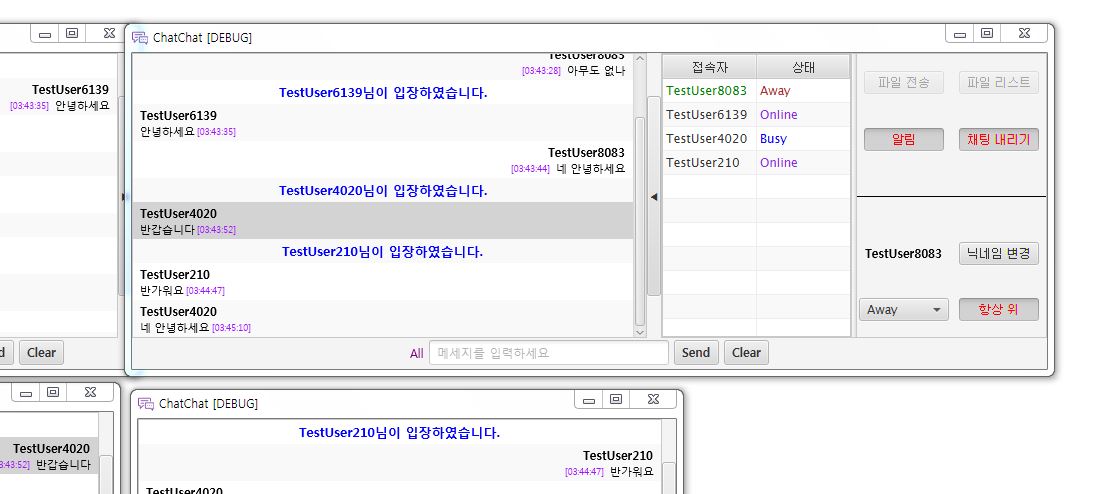 TestUser6139
[03:43:35] 안녕하세요
Clear
ChatChat [DEBUG]
TestUser8083
[03:43:28] 아무도 없나
TestUser6139님이 입장하였습니다.
TestUser6139
안녕하세요 [03:43:35]
TestUser8083
[03:43:44] 네 안녕하세요
TestUser4020님이 입장하였습니다.
TestUser4020
반갑습니다 [03:43:52]
TestUser210님이 입장하였습니다.
TestUser210
반가워요 [03:44:47]
TestUser4020
네 안녕하세요 [03:45:10]
접속자 상태
TestUser8083 Away
TestUser6139 Online
TestUser4020 Busy
TestUser210 Online
파일 전송 파일 리스트
알림 채팅 내리기
TestUser8083 닉네임 변경
Away 항상 위
All 메세지를 입력하세요 Send Clear
TestUser4020
3:43:52] 반갑습니다
ChatChat [DEBUG]
TestUser210님이 입장하였습니다.
TestUser210
[03:44:47] 반가워요
TestUser4020